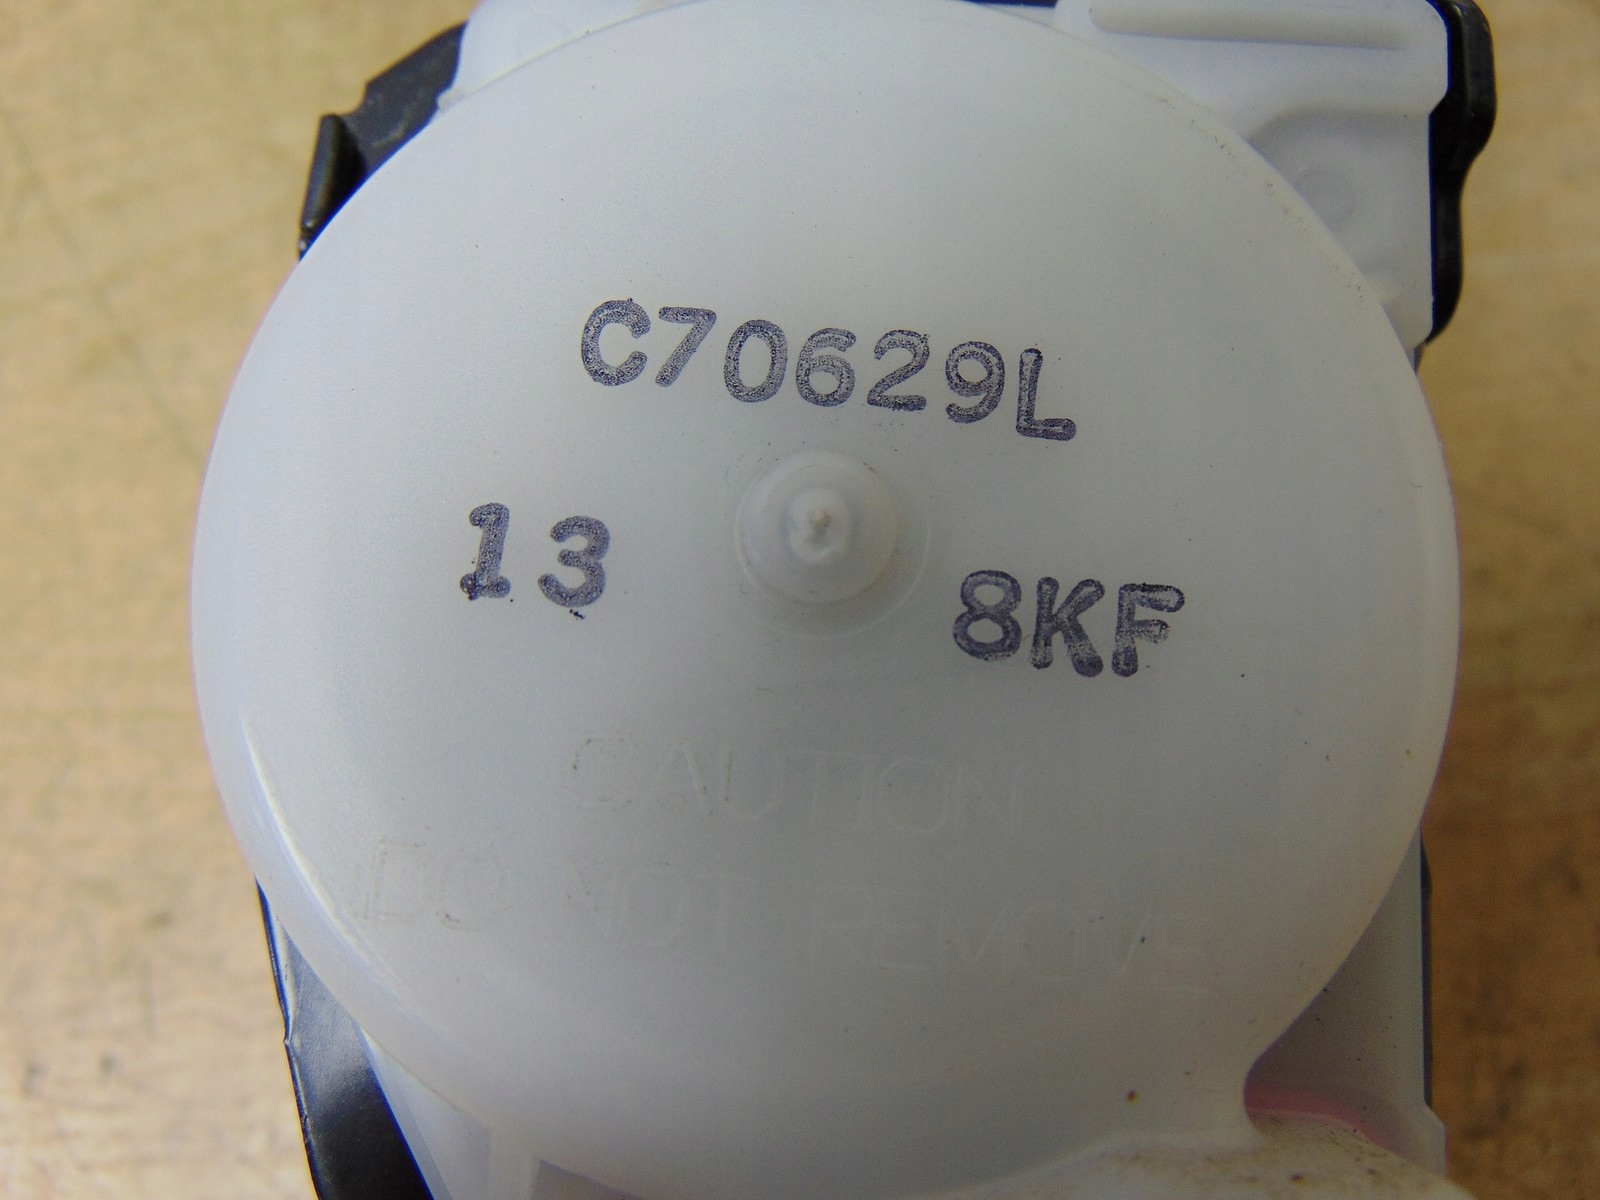 C70629L
13 8KF
CAUTION
DO NOT REMOVE